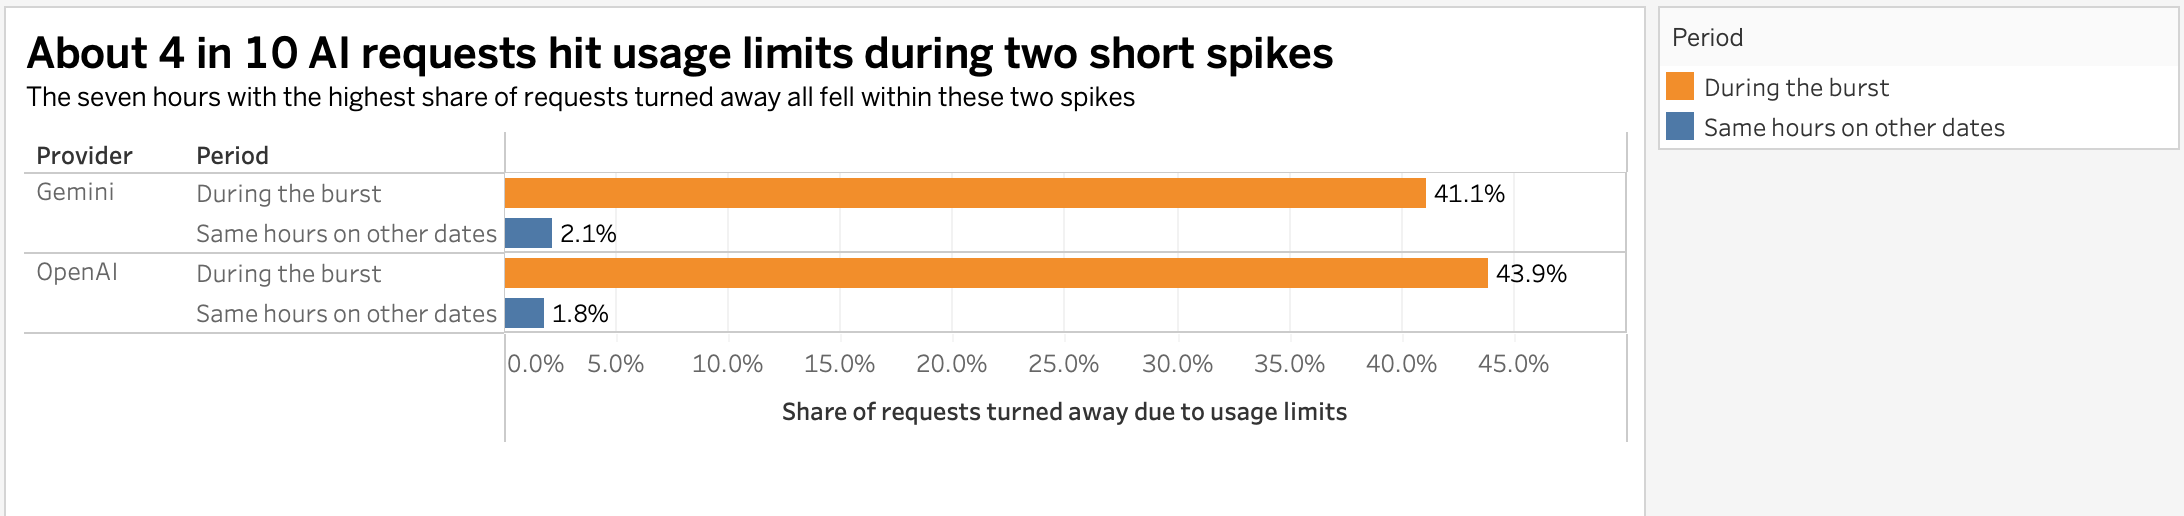 About 4 in 10 AI requests hit usage limits during two short spikes
The seven hours with the highest share of requests turned away all fell within these two spikes
Provider Period
Gemini During the burst 41.1%
Same hours on other dates 2.1%
OpenAI During the burst 43.9%
Same hours on other dates 1.8%
0.0% 5.0% 10.0% 15.0% 20.0% 25.0% 30.0% 35.0% 40.0% 45.0%
Share of requests turned away due to usage limits
Period
During the burst
Same hours on other dates